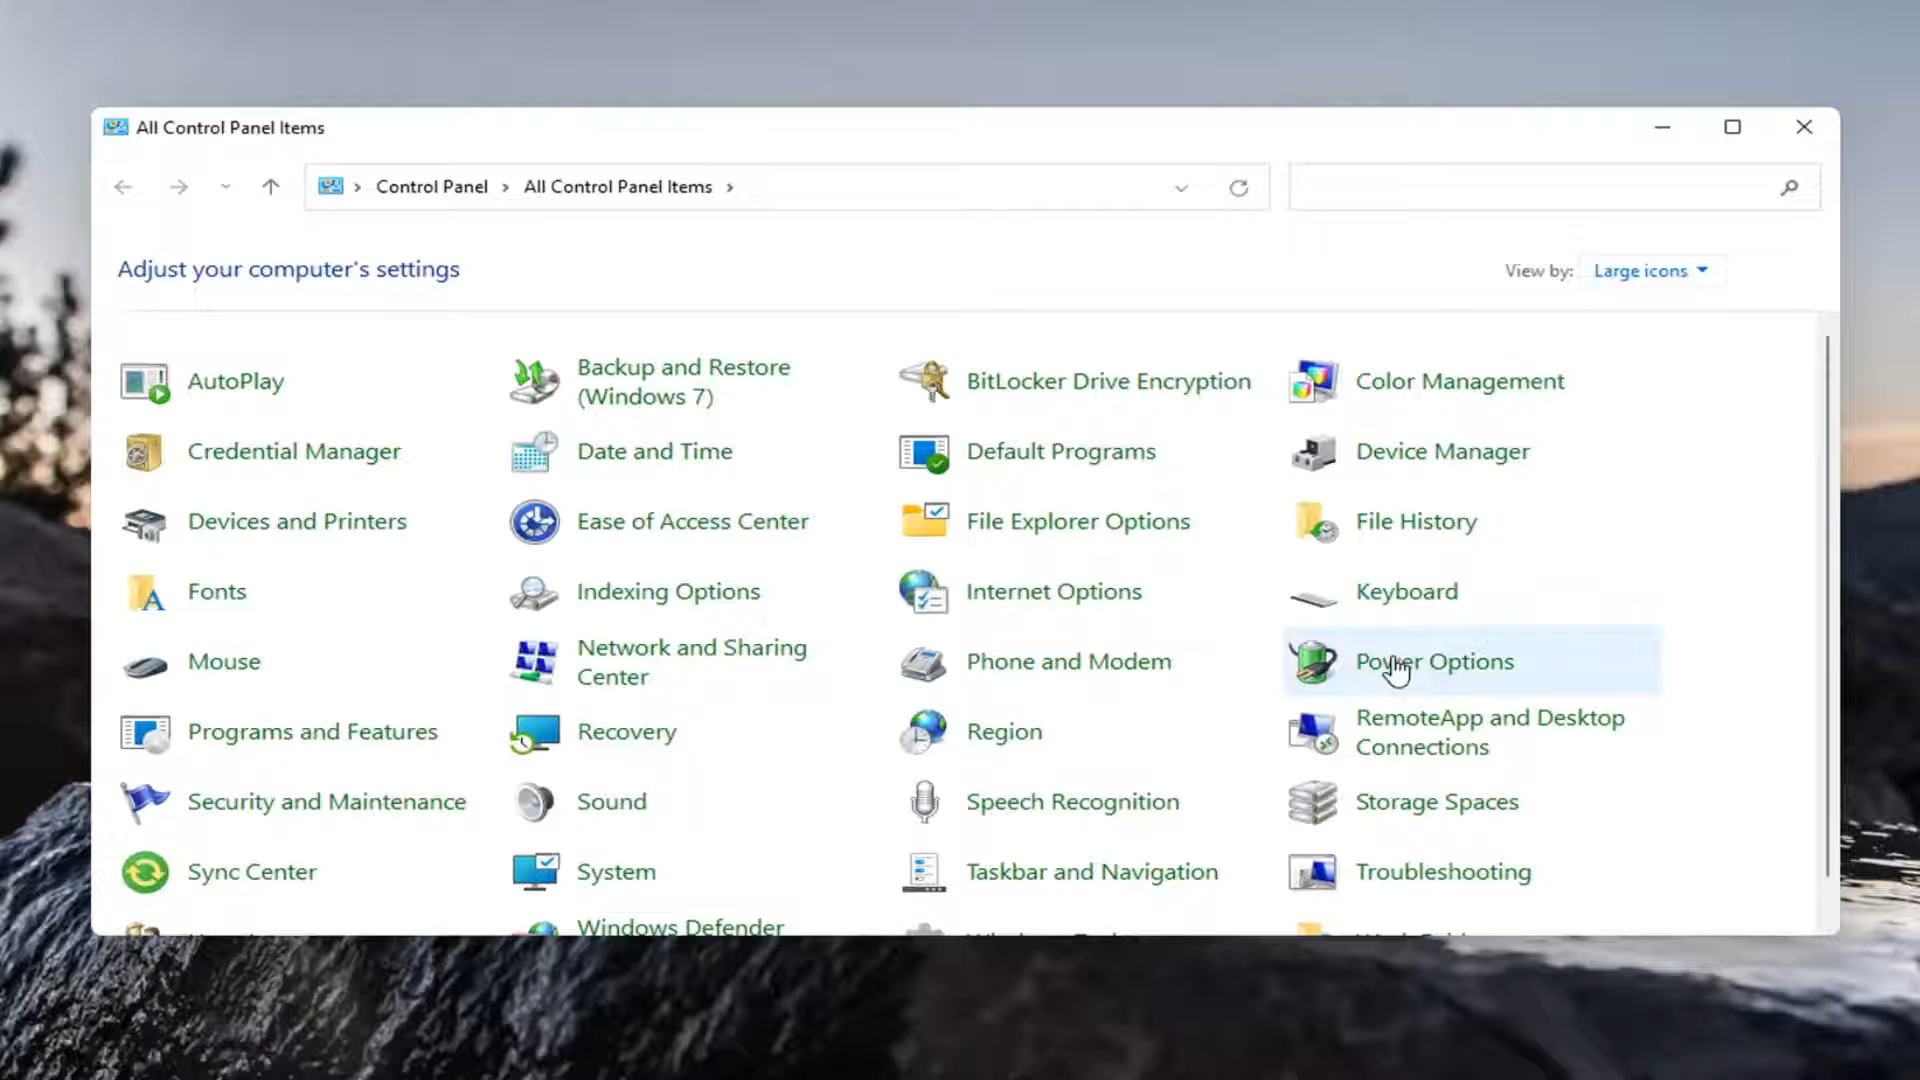 All Control Panel Items
Control Panel
All Control Panel Items
Adjust your computer's settings
View by: Large icons
AutoPlay
Backup and Restore
(Windows 7)
BitLocker Drive Encryption
Color Management
Credential Manager
Date and Time
Default Programs
Device Manager
Devices and Printers
Ease of Access Center
File Explorer Options
File History
Fonts
Indexing Options
Internet Options
Keyboard
Mouse
Network and Sharing
Center
Phone and Modem
Power Options
Programs and Features
Recovery
Region
RemoteApp and Desktop
Connections
Security and Maintenance
Sound
Speech Recognition
Storage Spaces
Sync Center
System
Taskbar and Navigation
Troubleshooting
Windows Defender